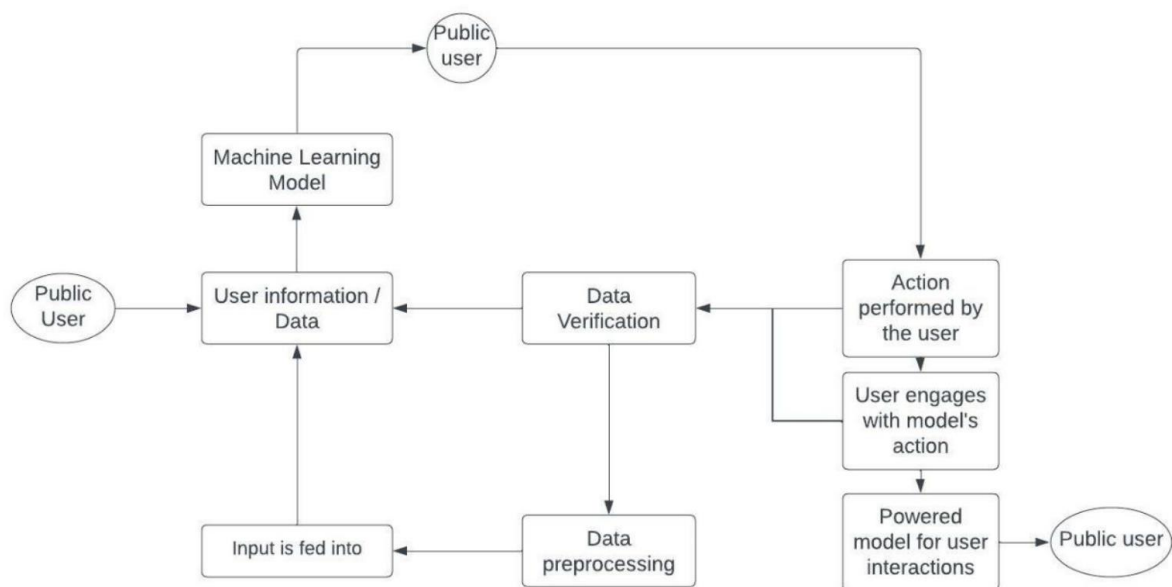 Public
user
Machine Learning
Model
Public
User
User information /
Data
Data
Verification
Action
performed by
the user
User engages
with model's
action
Input is fed into
Data
preprocessing
Powered
model for user
interactions
Public user